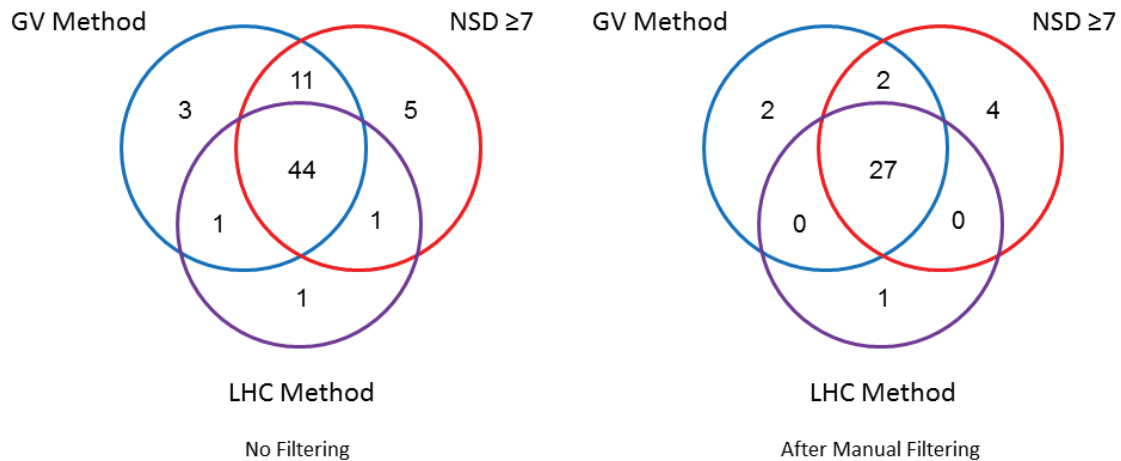 GV Method
NSD ≥7
11
3
5
44
1
1
1
LHC Method
No Filtering
GV Method
NSD ≥7
2
2
4
27
0
0
1
LHC Method
After Manual Filtering